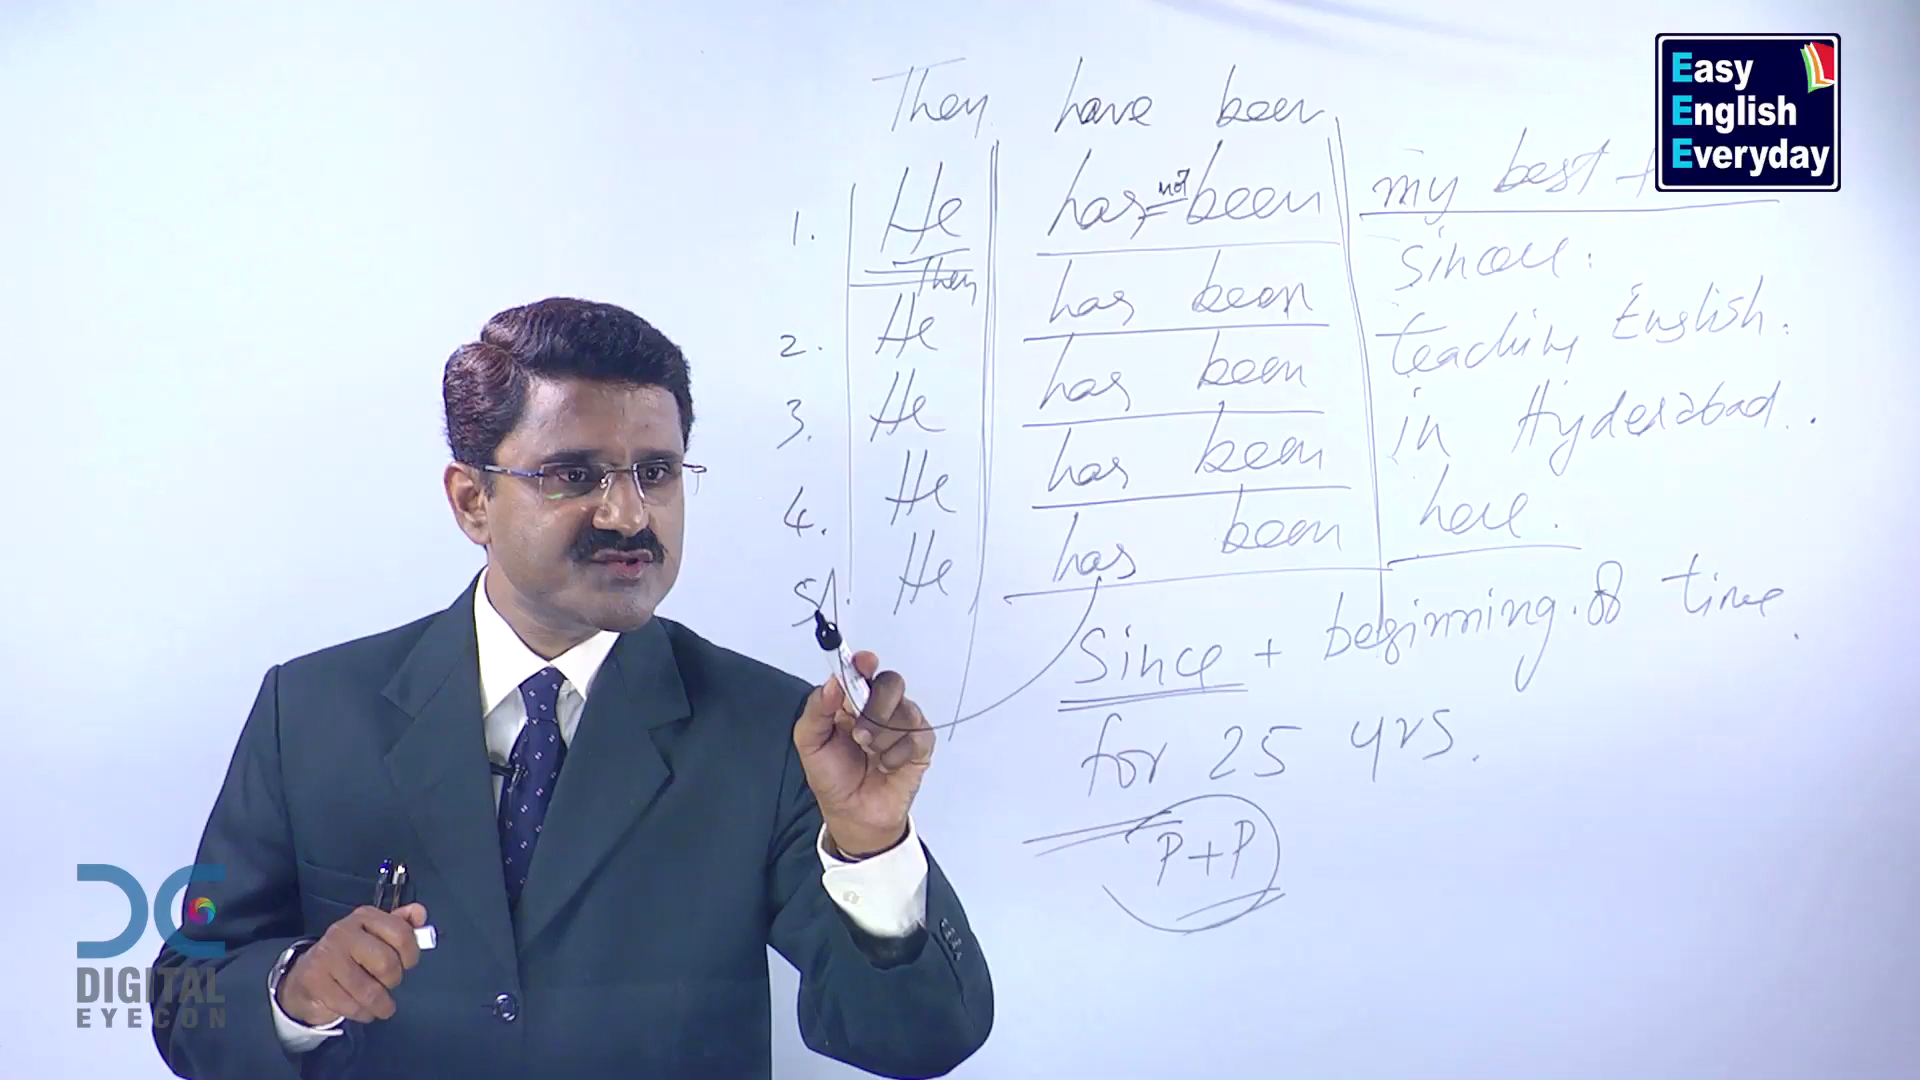 They have been
1. He has not been my best
They
since.
2. He has been
teaching English.
3. He has been
in Hyderabad.
4. He has been
here.
5. He has been
Since + beginning of time.
for 25 yrs.
P+P
Easy
English
Everyday
DC
DIGITAL
EYECON